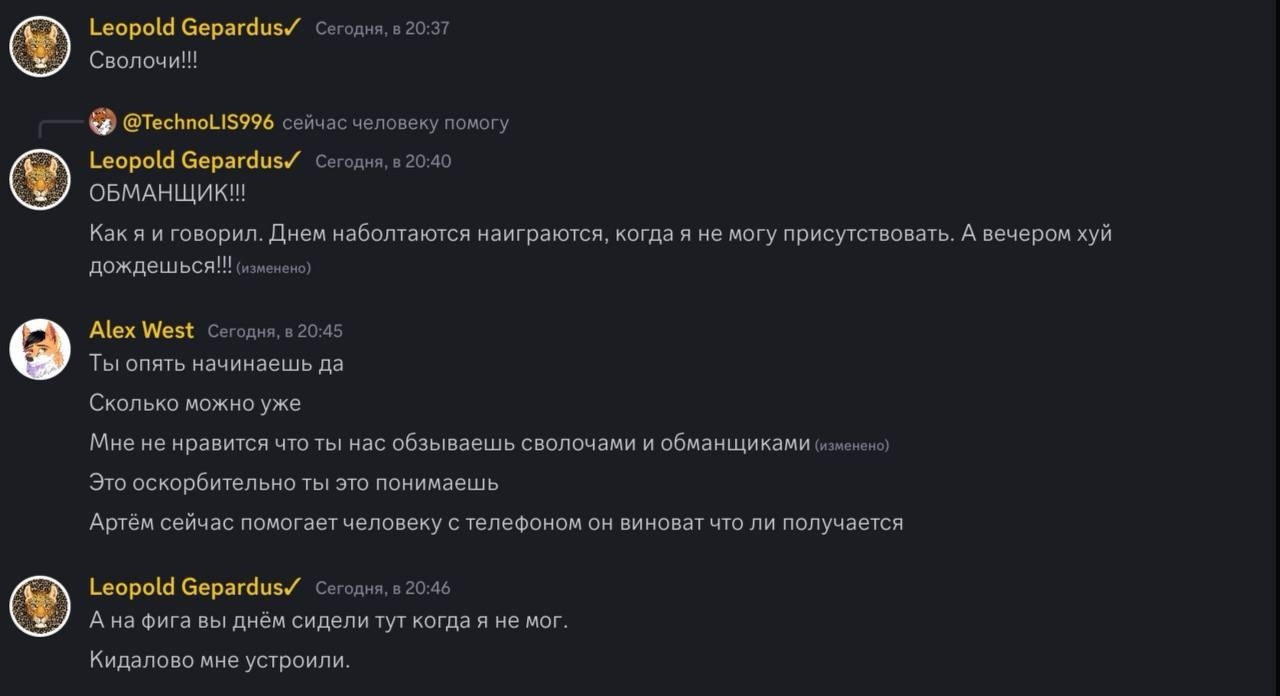 Leopold Gepardus✓ Сегодня, в 20:37
Сволочи!!!
@TechnoLIS996 сейчас человеку помогу
Leopold Gepardus✓ Сегодня, в 20:40
ОБМАНЩИК!!!
Как я и говорил. Днем наболтаются наиграются, когда я не могу присутствовать. А вечером хуй
дождешься!!! (изменено)
Alex West Сегодня, в 20:45
Ты опять начинаешь да
Сколько можно уже
Мне не нравится что ты нас обзываешь сволочами и обманщиками (изменено)
Это оскорбительно ты это понимаешь
Артём сейчас помогает человеку с телефоном он виноват что ли получается
Leopold Gepardus✓ Сегодня, в 20:46
А на фига вы днём сидели тут когда я не мог.
Кидалово мне устроили.